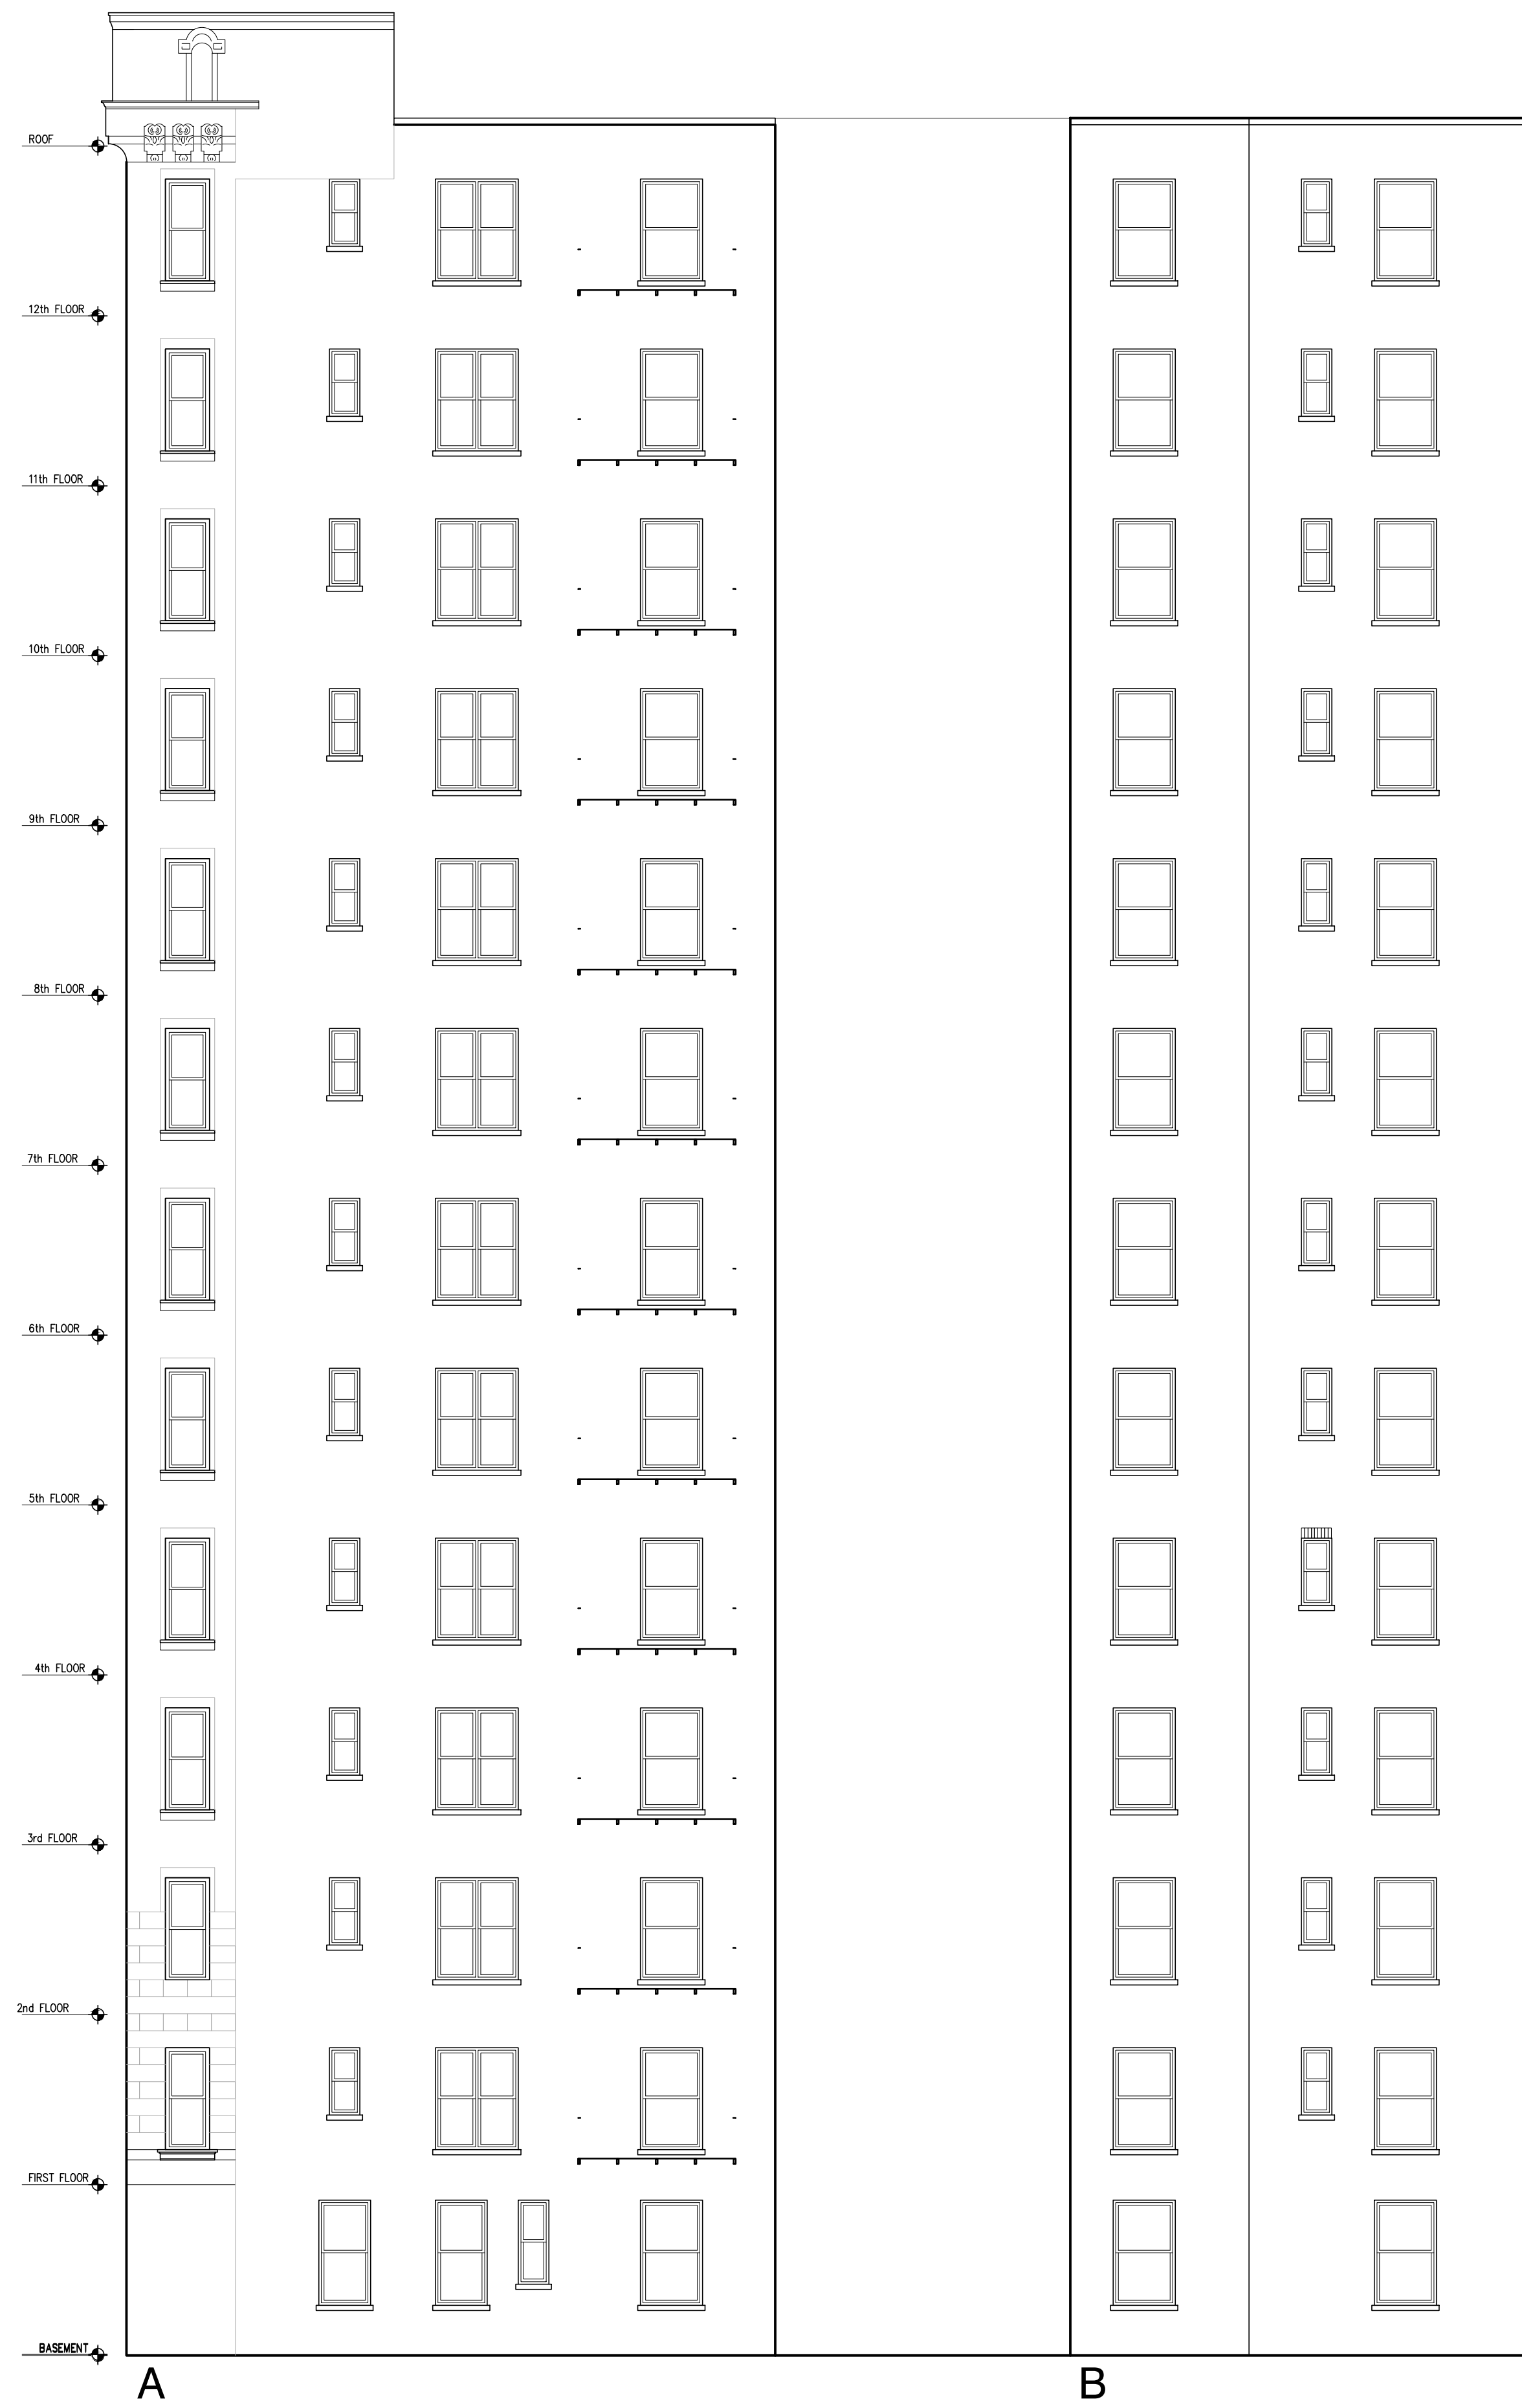 ROOF
12th FLOOR
11th FLOOR
10th FLOOR
9th FLOOR
8th FLOOR
7th FLOOR
6th FLOOR
5th FLOOR
4th FLOOR
3rd FLOOR
2nd FLOOR
FIRST FLOOR
BASEMENT
A
B